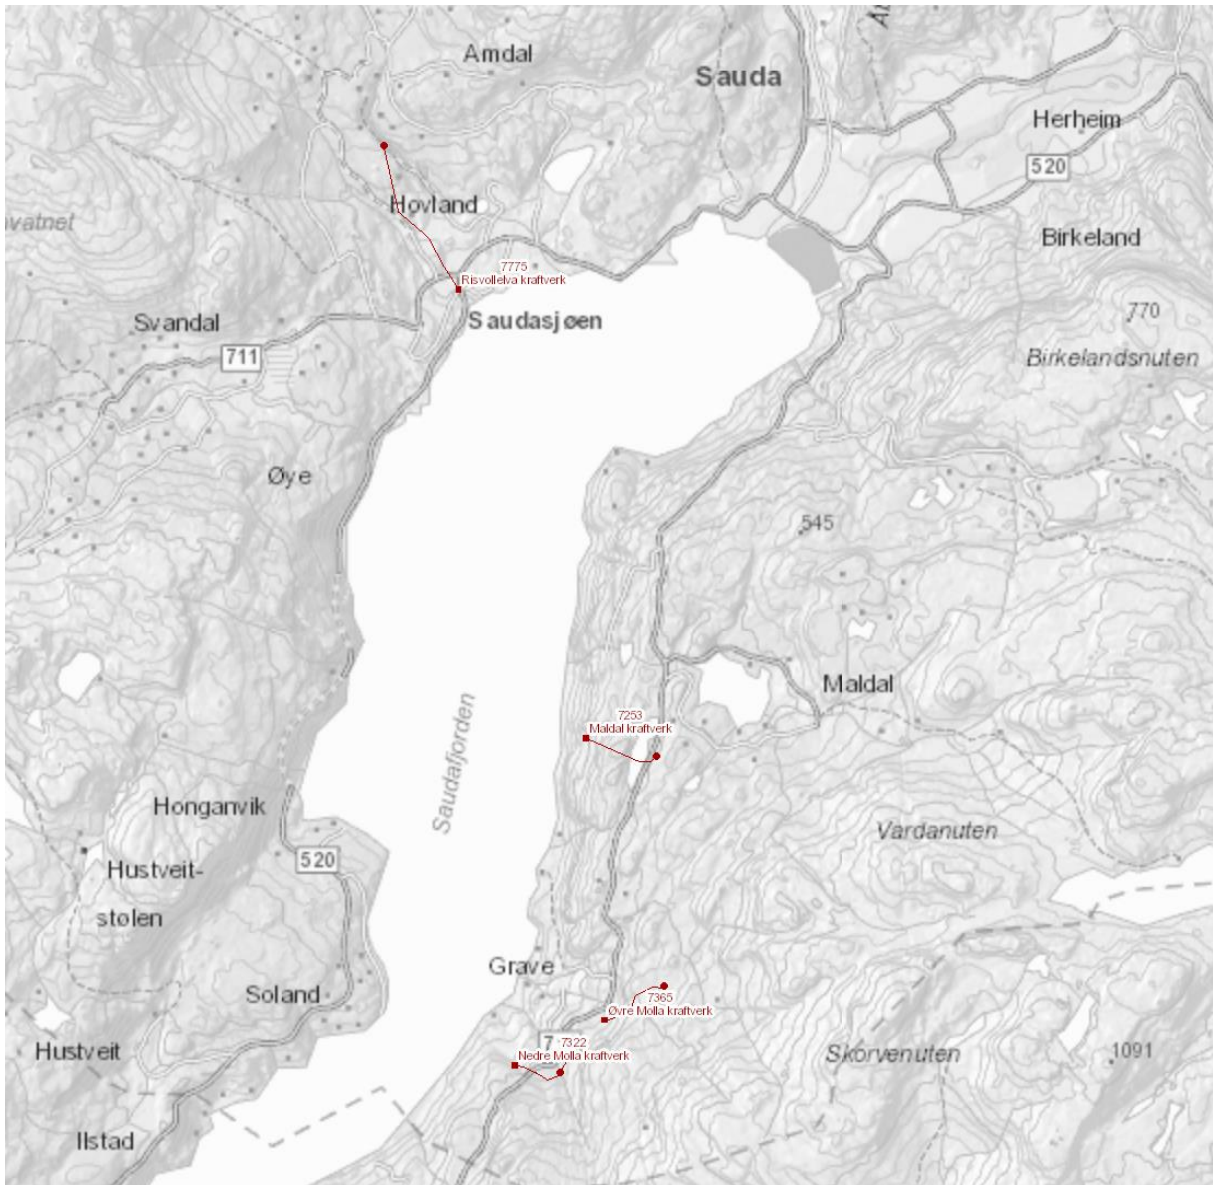 Amdal
Sauda
Herheim
520
Hovland
vatnet
Birkeland
7775
Risvollelva kraftverk
Saudasjøen
Svandal
711
770
Birkelandsnuten
Øye
545
Maldal
7253
Maldal kraftverk
Saudafjorden
Honganvik
Vardanuten
520
Hustveit-
stølen
Grave
Soland
7365
Øvre Molla kraftverk
7
7322
Nedre Molla kraftverk
Hustveit
Skorvenuten
1091
Ilstad